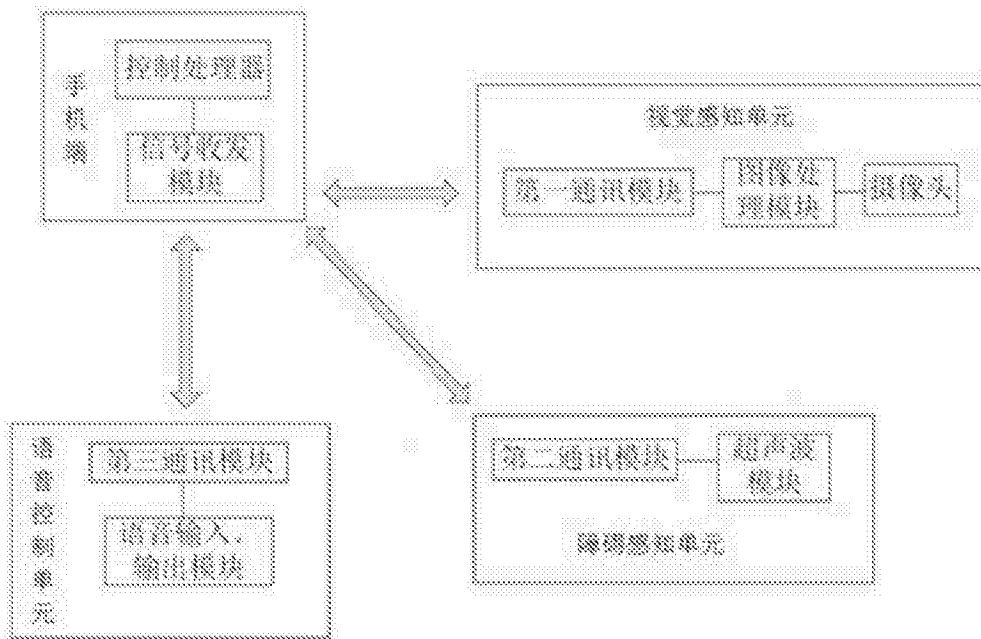 手机端
控制处理器
信号收发
模块
视觉感知单元
第一通讯模块
图像处
理模块
摄像头
语音控制单元
第三通讯模块
语音输入、
输出模块
第二通讯模块
超声波
模块
障碍感知单元